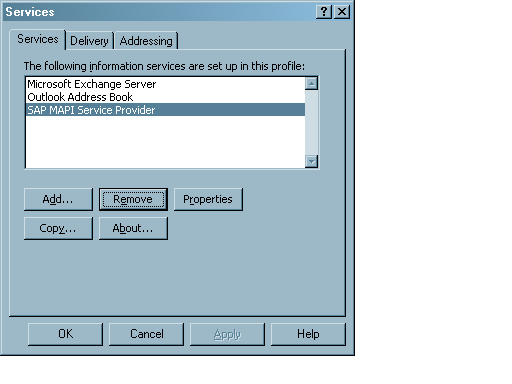 Services
Services Delivery Addressing
The following information services are set up in this profile:
Microsoft Exchange Server
Outlook Address Book
SAP MAPI Service Provider
Add... Remove Properties
Copy... About...
OK Cancel Apply Help